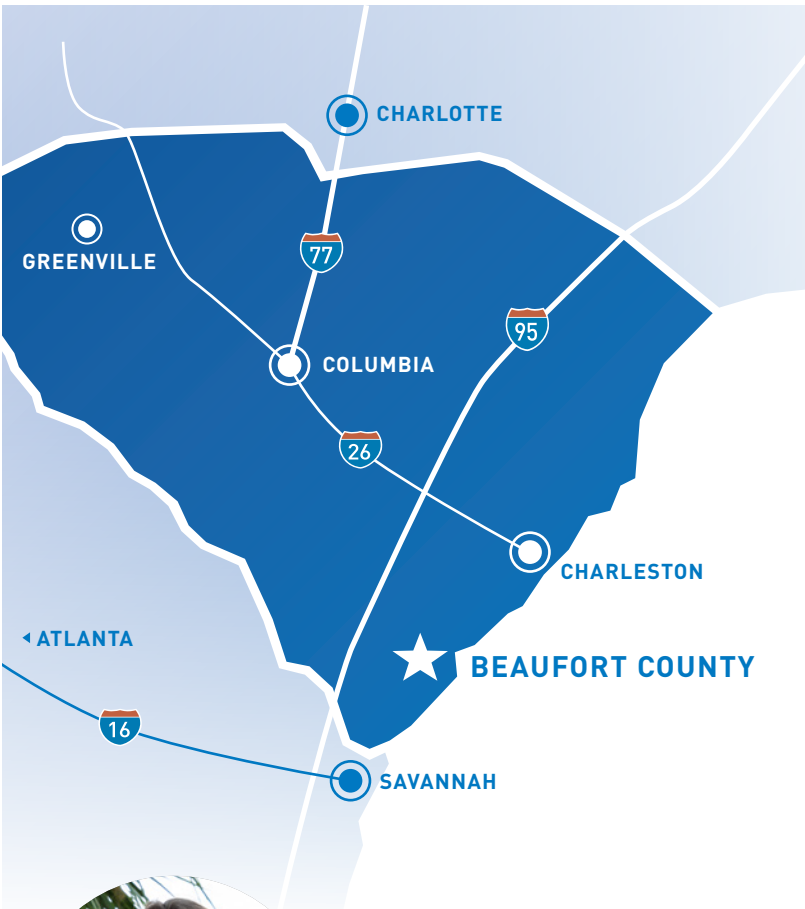 CHARLOTTE
GREENVILLE
77
95
COLUMBIA
26
CHARLESTON
ATLANTA
BEAUFORT COUNTY
16
SAVANNAH